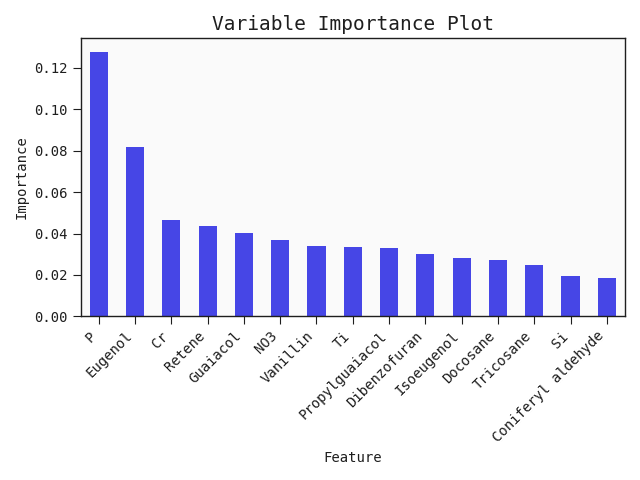 Variable Importance Plot
0.12
0.10
0.08
0.06
0.04
0.02
0.00
Importance
P
Eugenol
Cr
Retene
Guaiacol
NO3
Vanillin
Ti
Propylguaiacol
Dibenzofuran
Isoeugenol
Docosane
Tricosane
Si
Coniferyl aldehyde
Feature